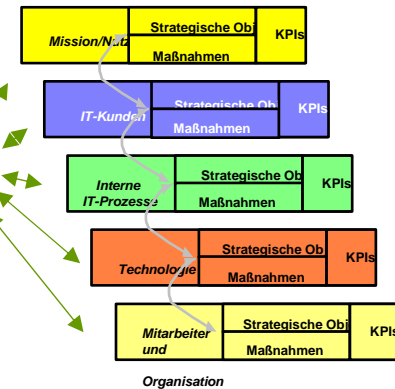 Mission/Nutz
Strategische Obj
KPIs
Maßnahmen
IT-Kunden
Strategische Ob
KPIs
Maßnahmen
Interne
IT-Prozesse
Strategische Ob
KPIs
Maßnahmen
Technologie
Strategische Ob
KPIs
Maßnahmen
Mitarbeiter
und
Organisation
Strategische Obj
KPIs
Maßnahmen